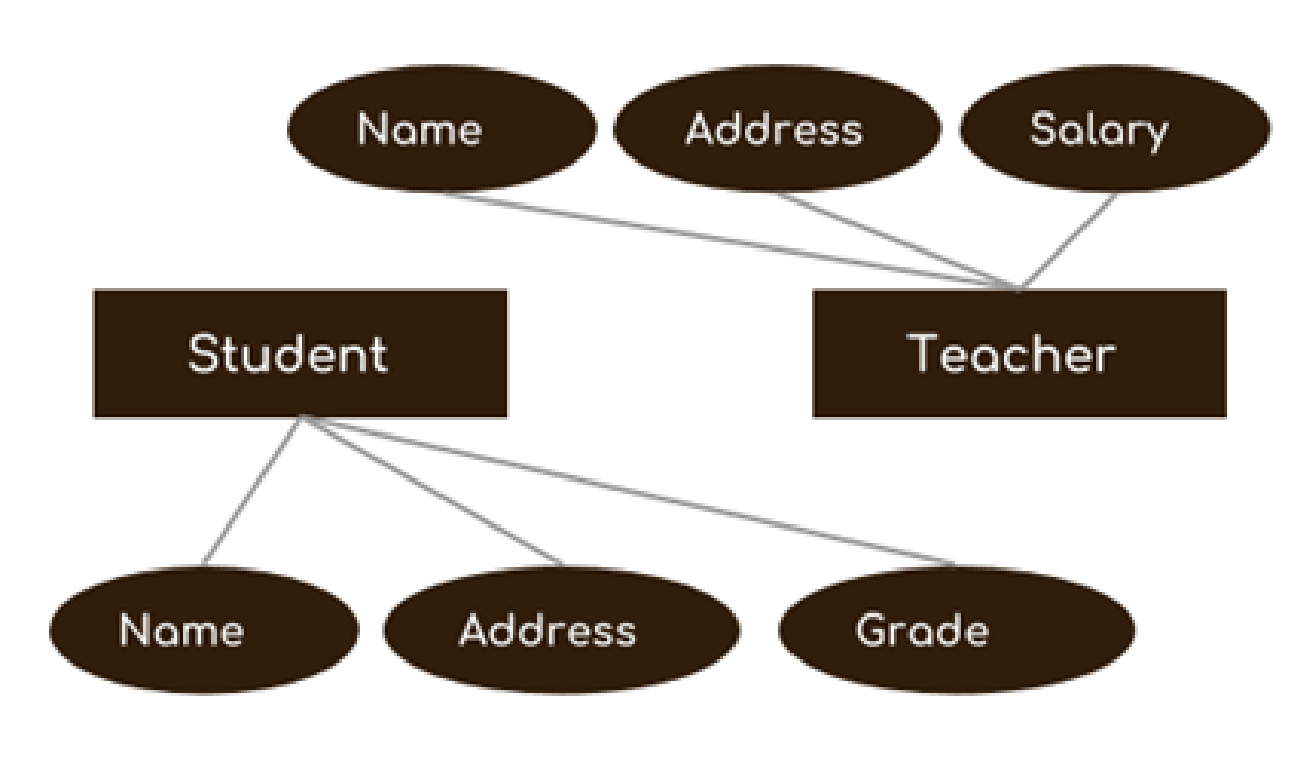 Name
Address
Salary
Student
Teacher
Name
Address
Grade